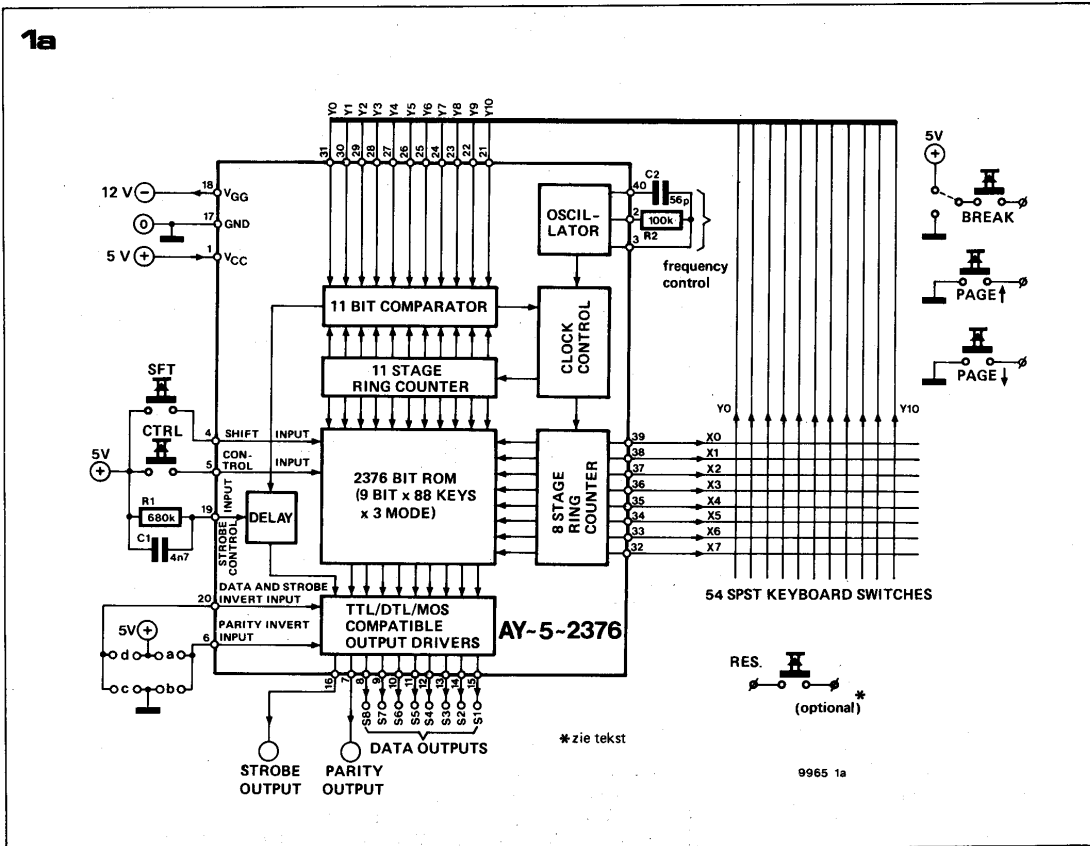 1a
Y0 Y1 Y2 Y3 Y4 Y5 Y6 Y7 Y8 Y9 Y10
31 30 29 28 27 26 25 24 23 22 21
12 V − 18 VGG
0 17 GND
5 V + 1 VCC
OSCIL-
LATOR
40 C2 56p
2 100k R2
3
frequency
control
5V
+
BREAK
PAGE ↑
PAGE ↓
11 BIT COMPARATOR
CLOCK
CONTROL
11 STAGE
RING COUNTER
SFT
CTRL
5V
+
4 SHIFT INPUT
5 CON-
TROL INPUT
R1
680k
C1
4n7
19
STROBE
CONTROL INPUT
DELAY
2376 BIT ROM
(9 BIT x 88 KEYS
x 3 MODE)
8 STAGE
RING
COUNTER
Y0 Y10
39 X0
38 X1
37 X2
36 X3
35 X4
34 X5
33 X6
32 X7
54 SPST KEYBOARD SWITCHES
20 DATA AND STROBE
INVERT INPUT
6 PARITY INVERT
INPUT
5V +
d a
c b
TTL/DTL/MOS
COMPATIBLE
OUTPUT DRIVERS
AY-5-2376
16 7 8 9 10 11 12 13 14 15
S8 S7 S6 S5 S4 S3 S2 S1
DATA OUTPUTS
STROBE
OUTPUT
PARITY
OUTPUT
*zie tekst
RES.
(optional)*
9965 1a